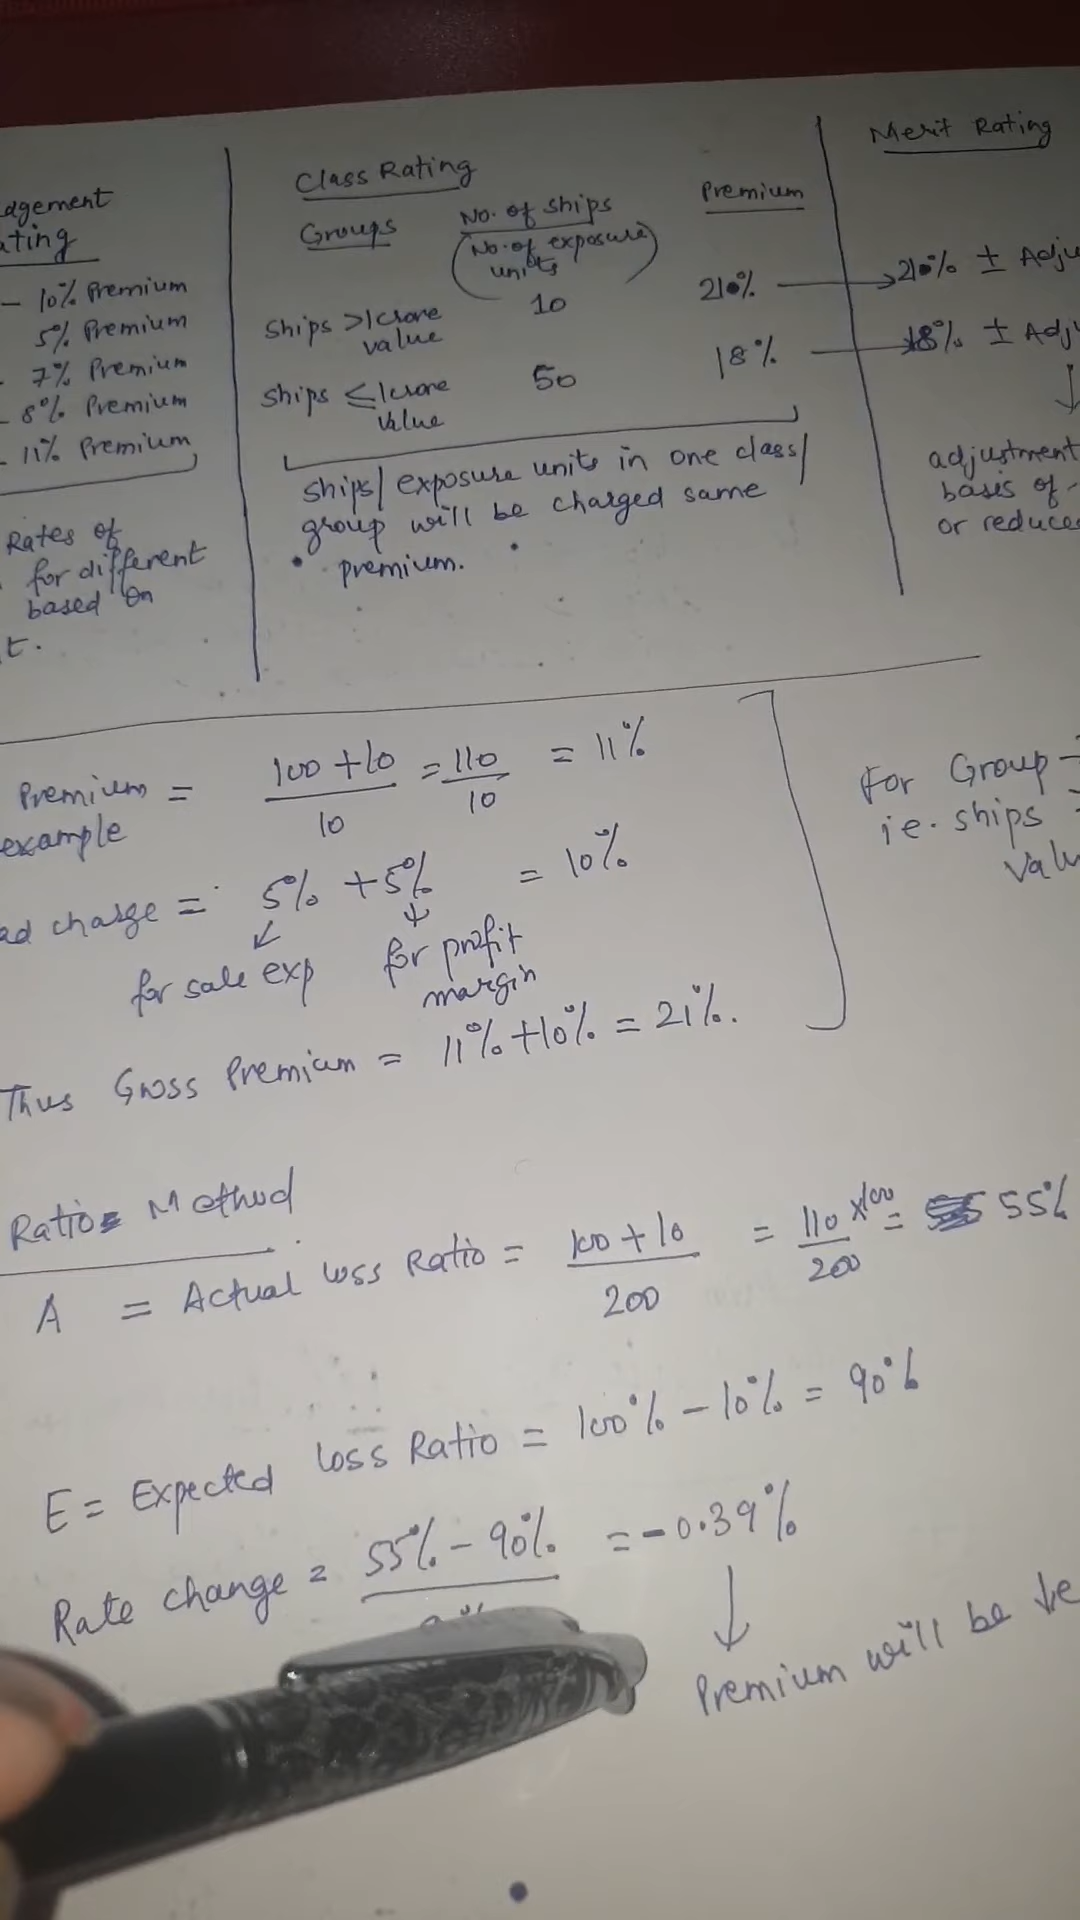 agement
ating
- 10% Premium
5% Premium
- 7% Premium
- 8% Premium
- 11% Premium
Rates of
for different
based on
t.
Class Rating
Groups
No. of ships
(No. of exposure
units)
Premium
Ships >1crore
value
10
210%
Ships ≤1crore
value
50
18%
Ships/ exposure units in one class/
group will be charged same
premium.
Merit Rating
210% ± Adju
18% ± Adj
adjustment
basis of
or reduce
Premium = 100+10/10 = 110/10 = 11%
example
ad charge = 5% + 5% = 10%
for sale exp
for profit
margin
Thus Gross Premium = 11% + 10% = 21%.
For Group
i.e. ships
valu
Ratio Method
A = Actual loss Ratio = 100+10/200 = 110/200 x100 = 55%
E = Expected loss Ratio = 100% - 10% = 90%
Rate change = 55% - 90% = -0.39%
Premium will be